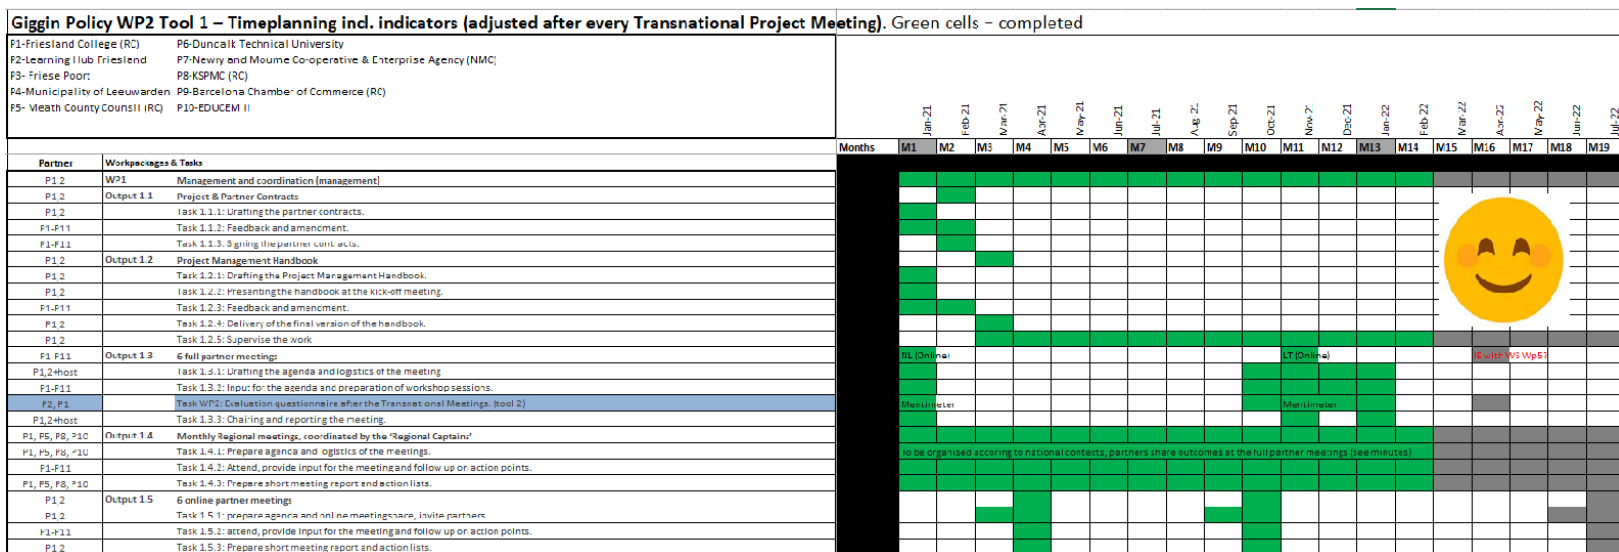 Giggin Policy WP2 Tool 1 – Timeplanning incl. indicators (adjusted after every Transnational Project Meeting). Green cells – completed
P1-Friesland College (RC) P6-Duncalk Technical University
P2-Learning Hub Friesland P7-Newry and Mourne Co-operative & Enterprise Agency (NMC)
P3- Friese Poort P8-KSPMC (RC)
P4-Municipality of Leeuwarden P9-Barcelona Chamber of Commerce (RC)
P5- Meath County Counsil (RC) P10-EDUCEM II
Jan-21 Feb-21 Mar-21 Apr-21 May-21 Jun-21 Jul-21 Aug-21 Sep-21 Oct-21 Nov-21 Dec-21 Jan-22 Feb-22 Mar-22 Apr-22 May-22 Jun-22 Jul-22
Months M1 M2 M3 M4 M5 M6 M7 M8 M9 M10 M11 M12 M13 M14 M15 M16 M17 M18 M19
Partner Workpackages & Tasks
P1,2 WP1 Management and coordination (management)
P1,2 Output 1.1 Project & Partner Contracts
P1,2 Task 1.1.1: Drafting the partner contracts.
P1-P11 Task 1.1.2: Feedback and amendment.
P1-P11 Task 1.1.3. Signing the partner contracts.
P1,2 Output 1.2 Project Management Handbook
P1,2 Task 1.2.1: Drafting the Project Management Handbook.
P1,2 Task 1.2.2: Presenting the handbook at the kick-off meeting.
P1-P11 Task 1.2.3: Feedback and amendment.
P1,2 Task 1.2.4: Delivery of the final version of the handbook.
P1,2 Task 1.2.5: Supervise the work
P1 P11 Output 1.3 6 full partner meetings NL (Online) LT (Online) IE with WS Wp5?
P1,2+host Task 1.3.1: Drafting the agenda and logistics of the meeting
P1-P11 Task 1.3.2: Input for the agenda and preparation of workshop sessions.
P2, P1 Task WP2: Evaluation questionnaire after the Transnational Meetings. (tool 2) Mentimeter Mentimeter
P1,2+host Task 1.3.3: Chairing and reporting the meeting.
P1, P5, P8, P10 Output 1.4 Monthly Regional meetings, coordinated by the 'Regional Captains'
P1, P5, P8, P10 Task 1.4.1: Prepare agenda and logistics of the meetings. To be organised accoring to national contexts, partners share outcomes at the full partner meetings (see minutes)
P1-P11 Task 1.4.2: Attend, provide input for the meeting and follow up on action points.
P1, P5, P8, P10 Task 1.4.3: Prepare short meeting report and action lists.
P1,2 Output 1.5 6 online partner meetings
P1,2 Task 1.5.1: prepare agenda and online meetingspace, invite partners
P1-P11 Task 1.5.2: attend, provide input for the meeting and follow up on action points.
P1 2 Task 1.5.3: Prepare short meeting report and action lists.